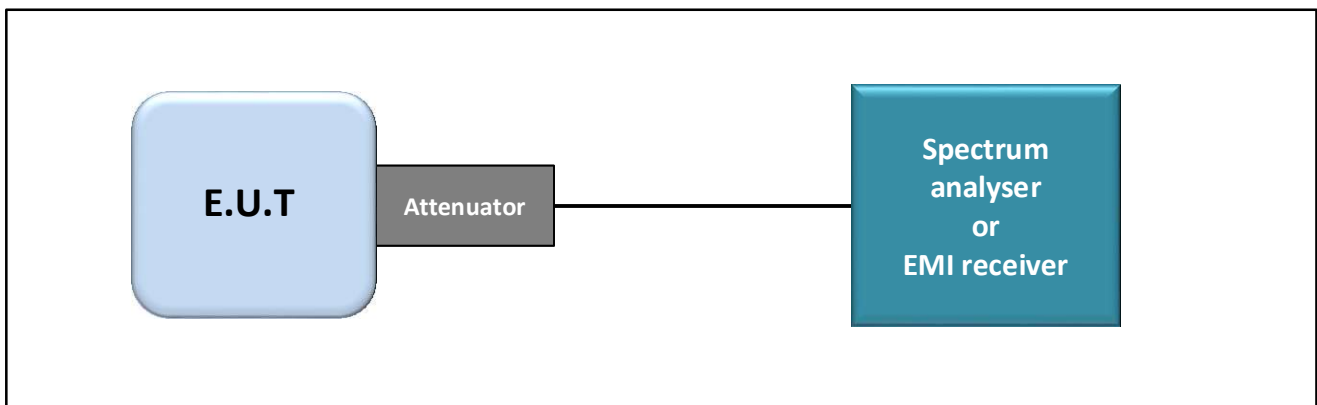 E.U.T
Attenuator
Spectrum
analyser
or
EMI receiver